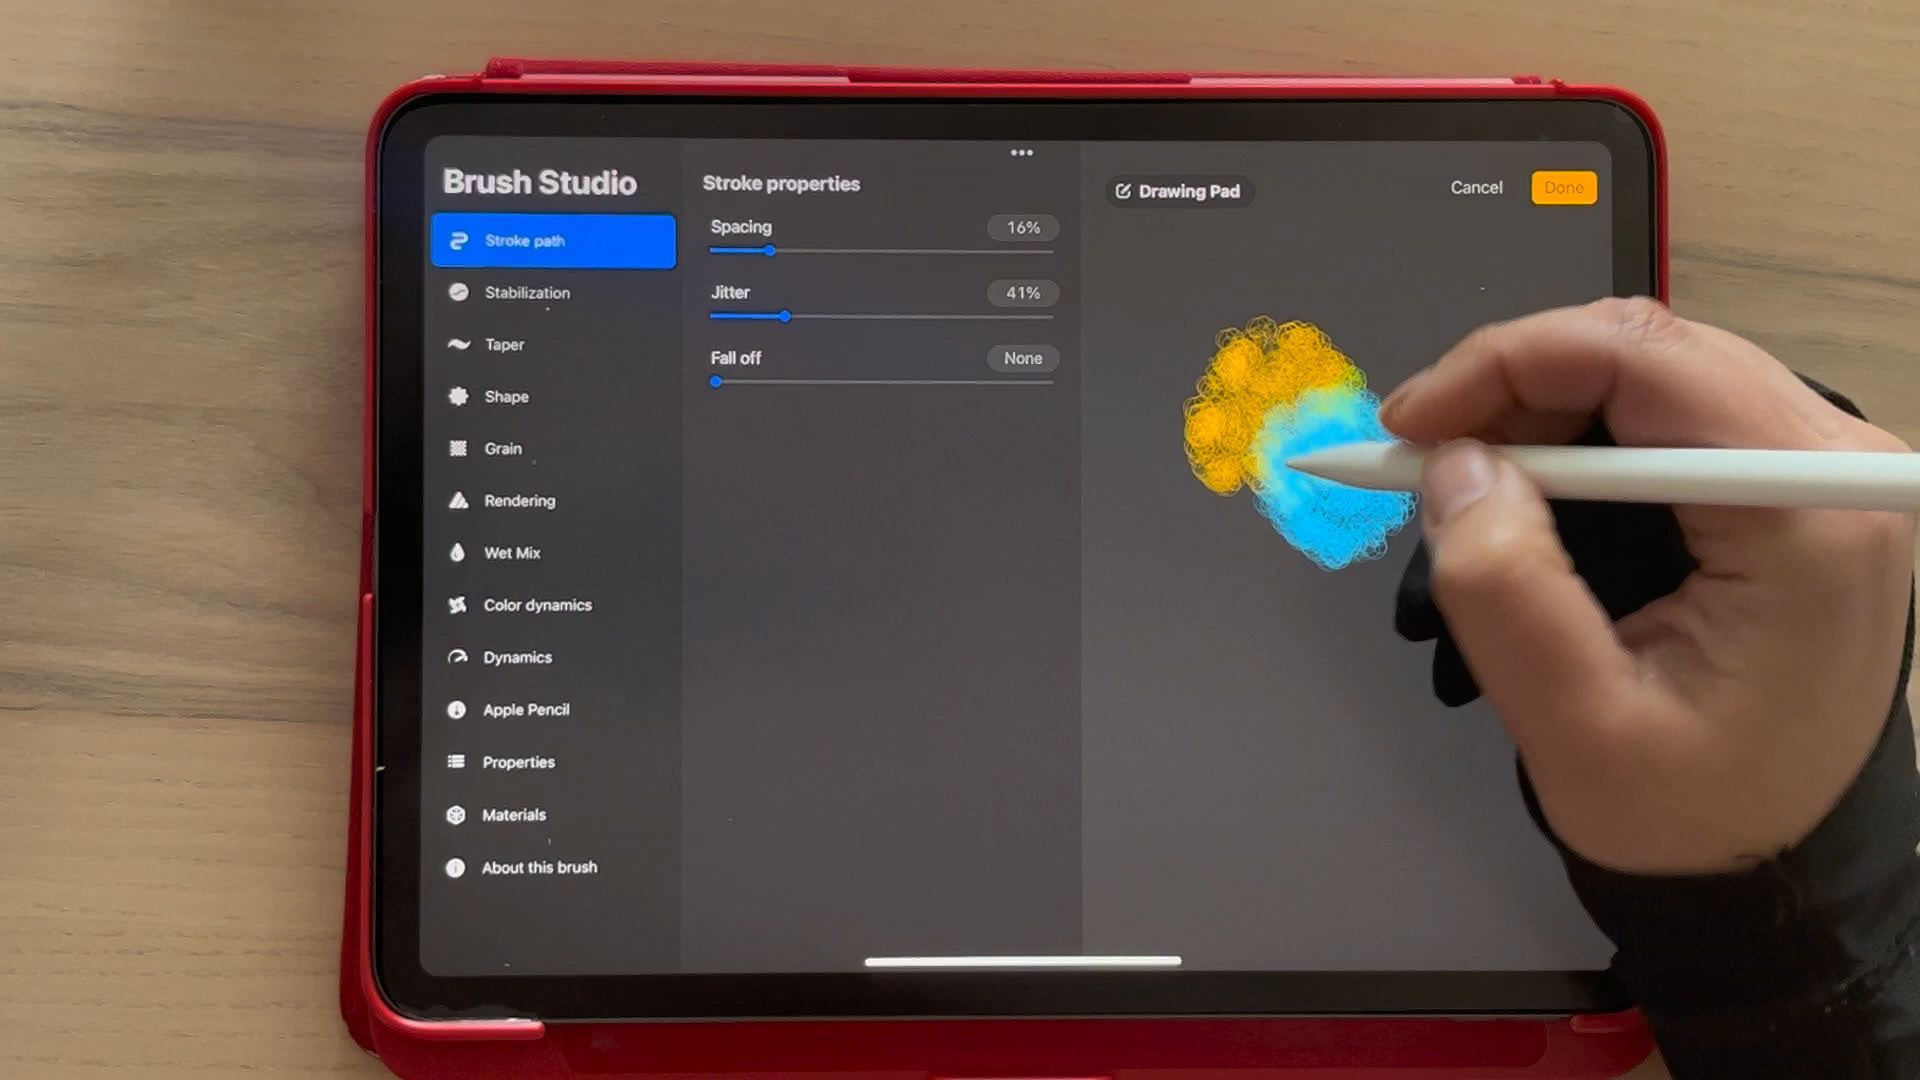 Brush Studio
Stroke path
Stabilization
Taper
Shape
Grain
Rendering
Wet Mix
Color dynamics
Dynamics
Apple Pencil
Properties
Materials
About this brush
Stroke properties
Spacing 16%
Jitter 41%
Fall off None
Drawing Pad
Cancel
Done